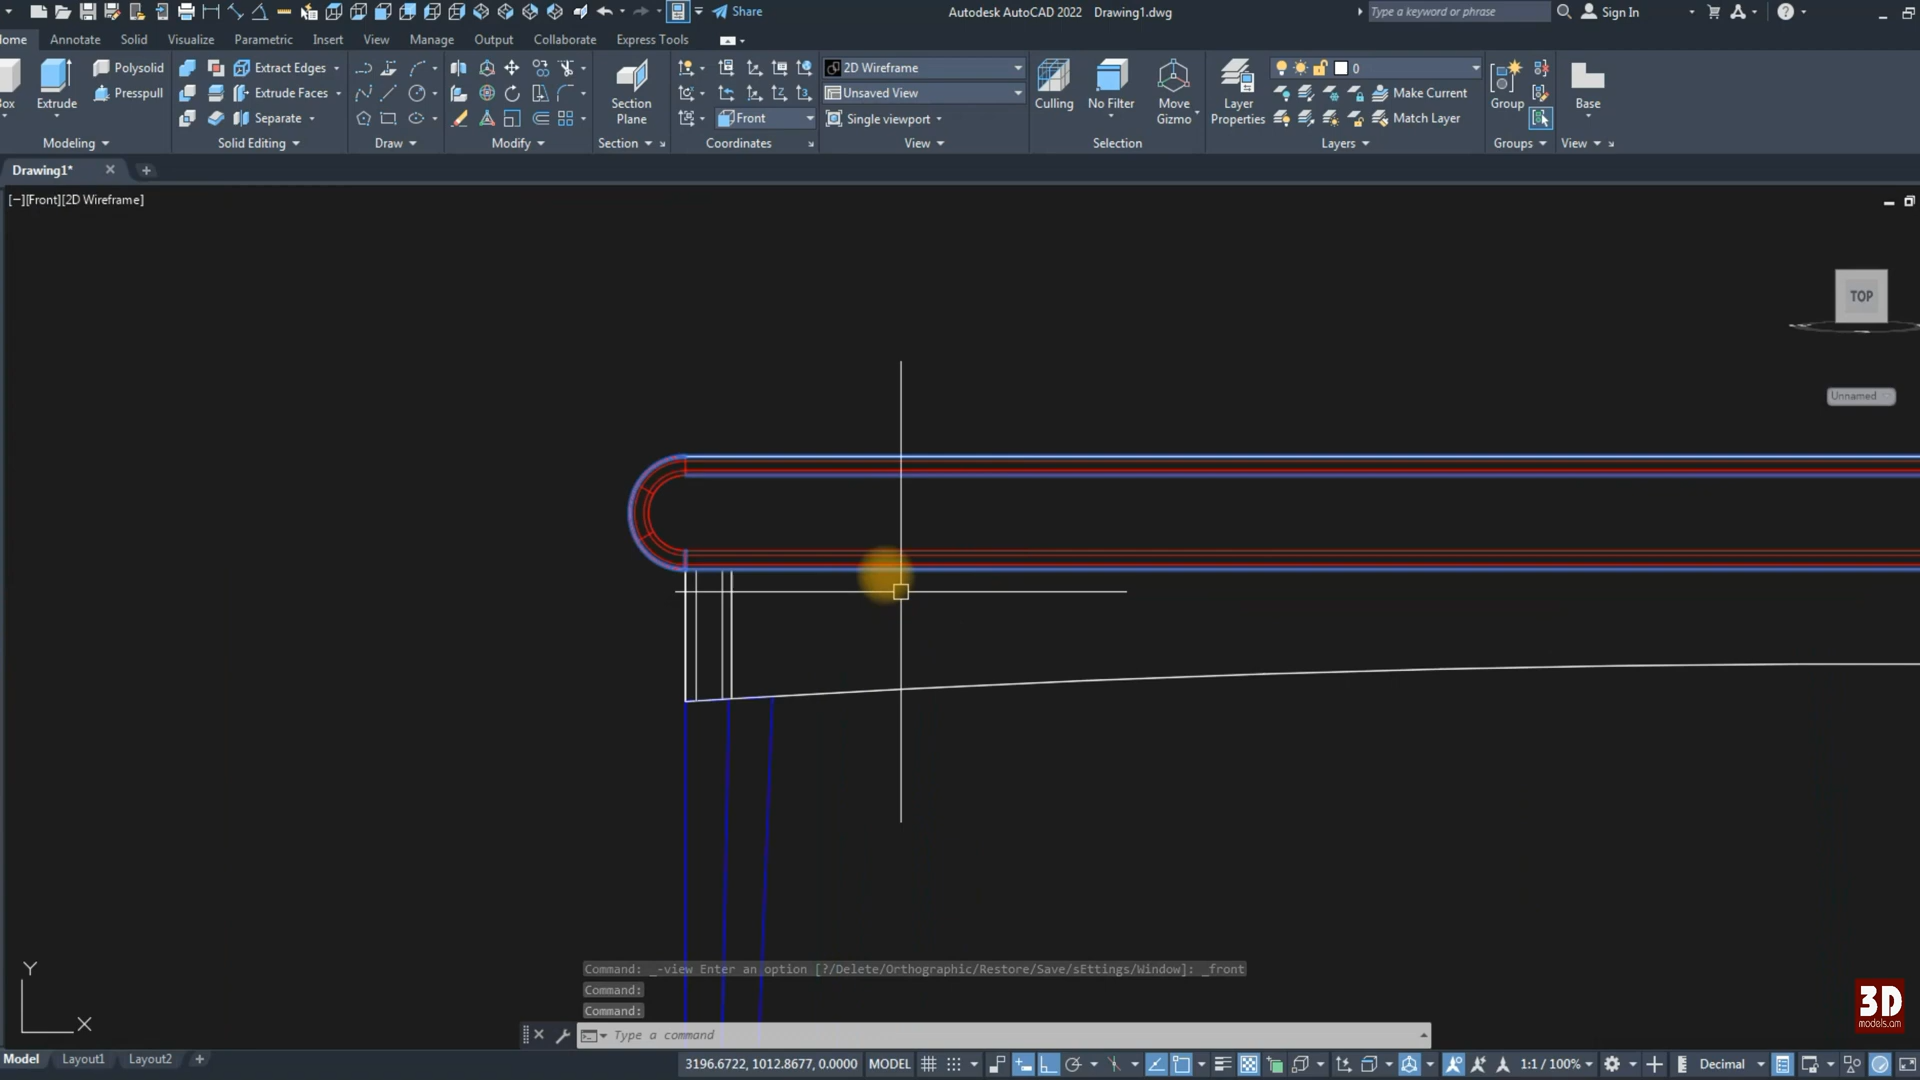 Share
Autodesk AutoCAD 2022 Drawing1.dwg
Type a keyword or phrase
Sign In
Home Annotate Solid Visualize Parametric Insert View Manage Output Collaborate Express Tools
Polysolid
Presspull
Extrude
Modeling
Extract Edges
Extrude Faces
Separate
Solid Editing
Draw
Modify
Section Plane
Section
Front
Coordinates
2D Wireframe
Unsaved View
Single viewport
View
Culling
No Filter
Move Gizmo
Selection
Layer Properties
0
Make Current
Match Layer
Layers
Group
Groups
Base
View
Drawing1*
[−][Front][2D Wireframe]
TOP
Unnamed
Y
X
Command: _-view Enter an option [?/Delete/Orthographic/Restore/Save/sEttings/Window]: _front
Command:
Command:
Type a command
3D
models.am
Model Layout1 Layout2
3196.6722, 1012.8677, 0.0000 MODEL
1:1 / 100%
Decimal